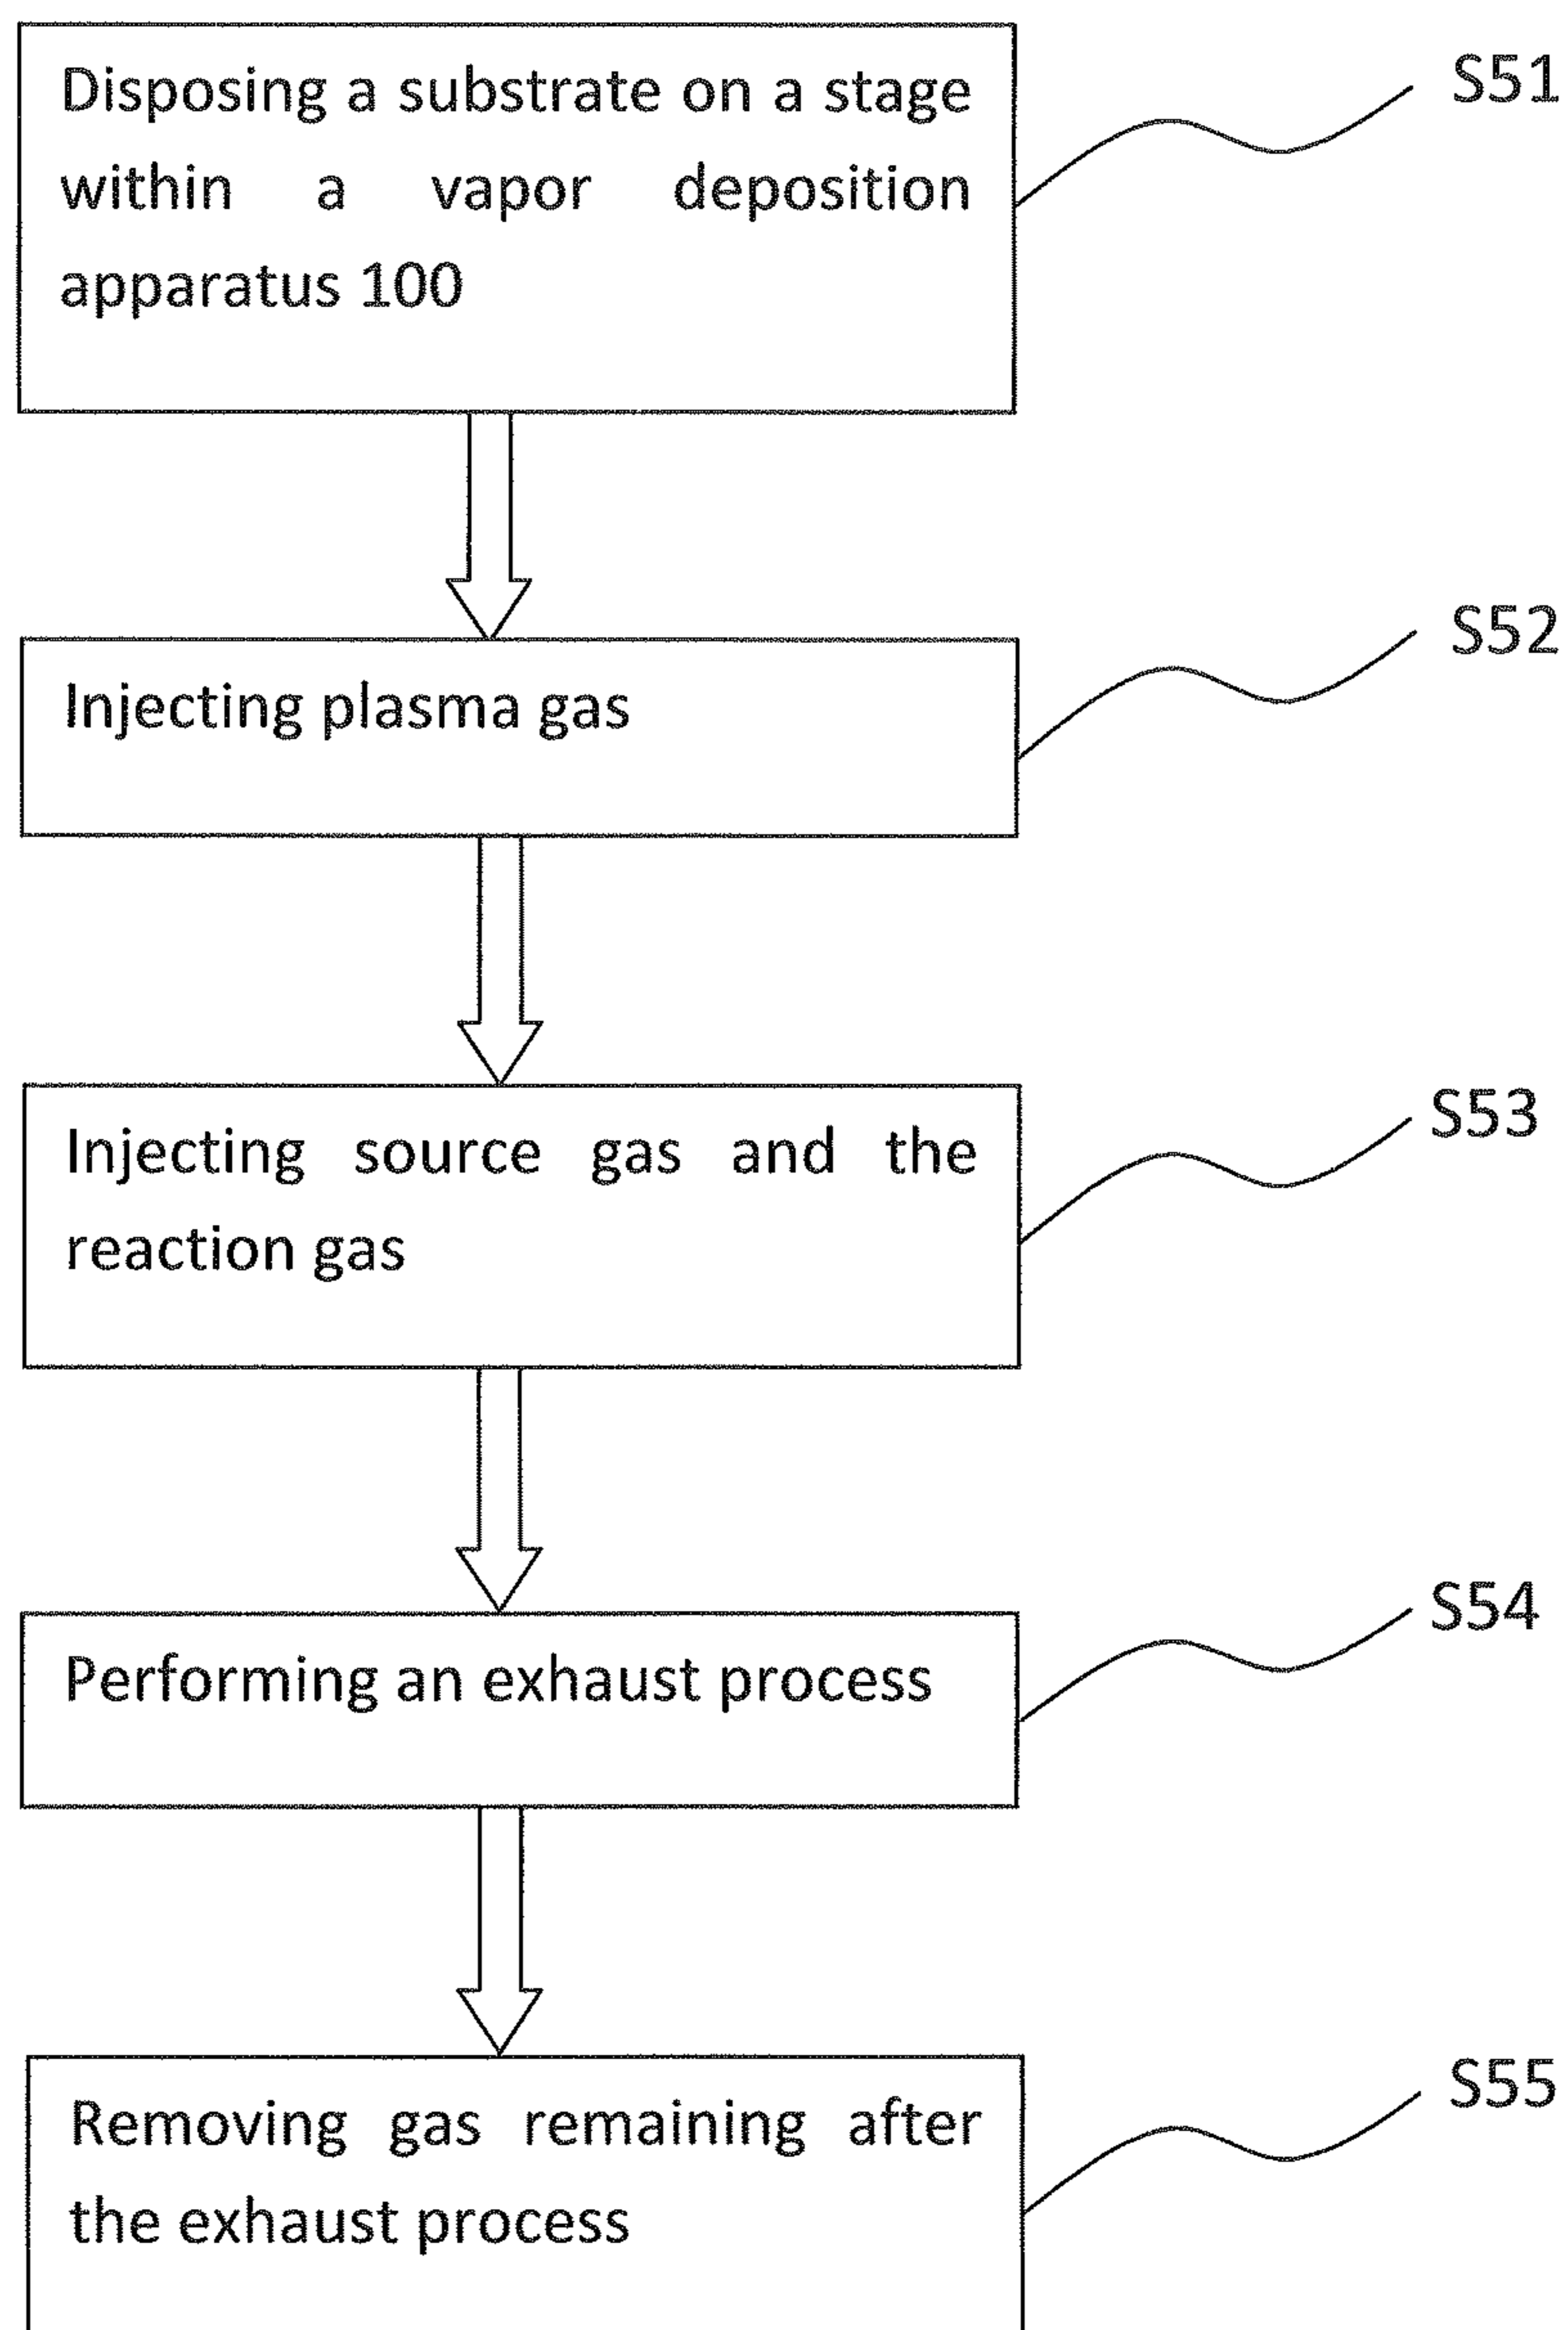 Disposing a substrate on a stage
within a vapor deposition
apparatus 100
S51
Injecting plasma gas
S52
Injecting source gas and the
reaction gas
S53
Performing an exhaust process
S54
Removing gas remaining after
the exhaust process
S55